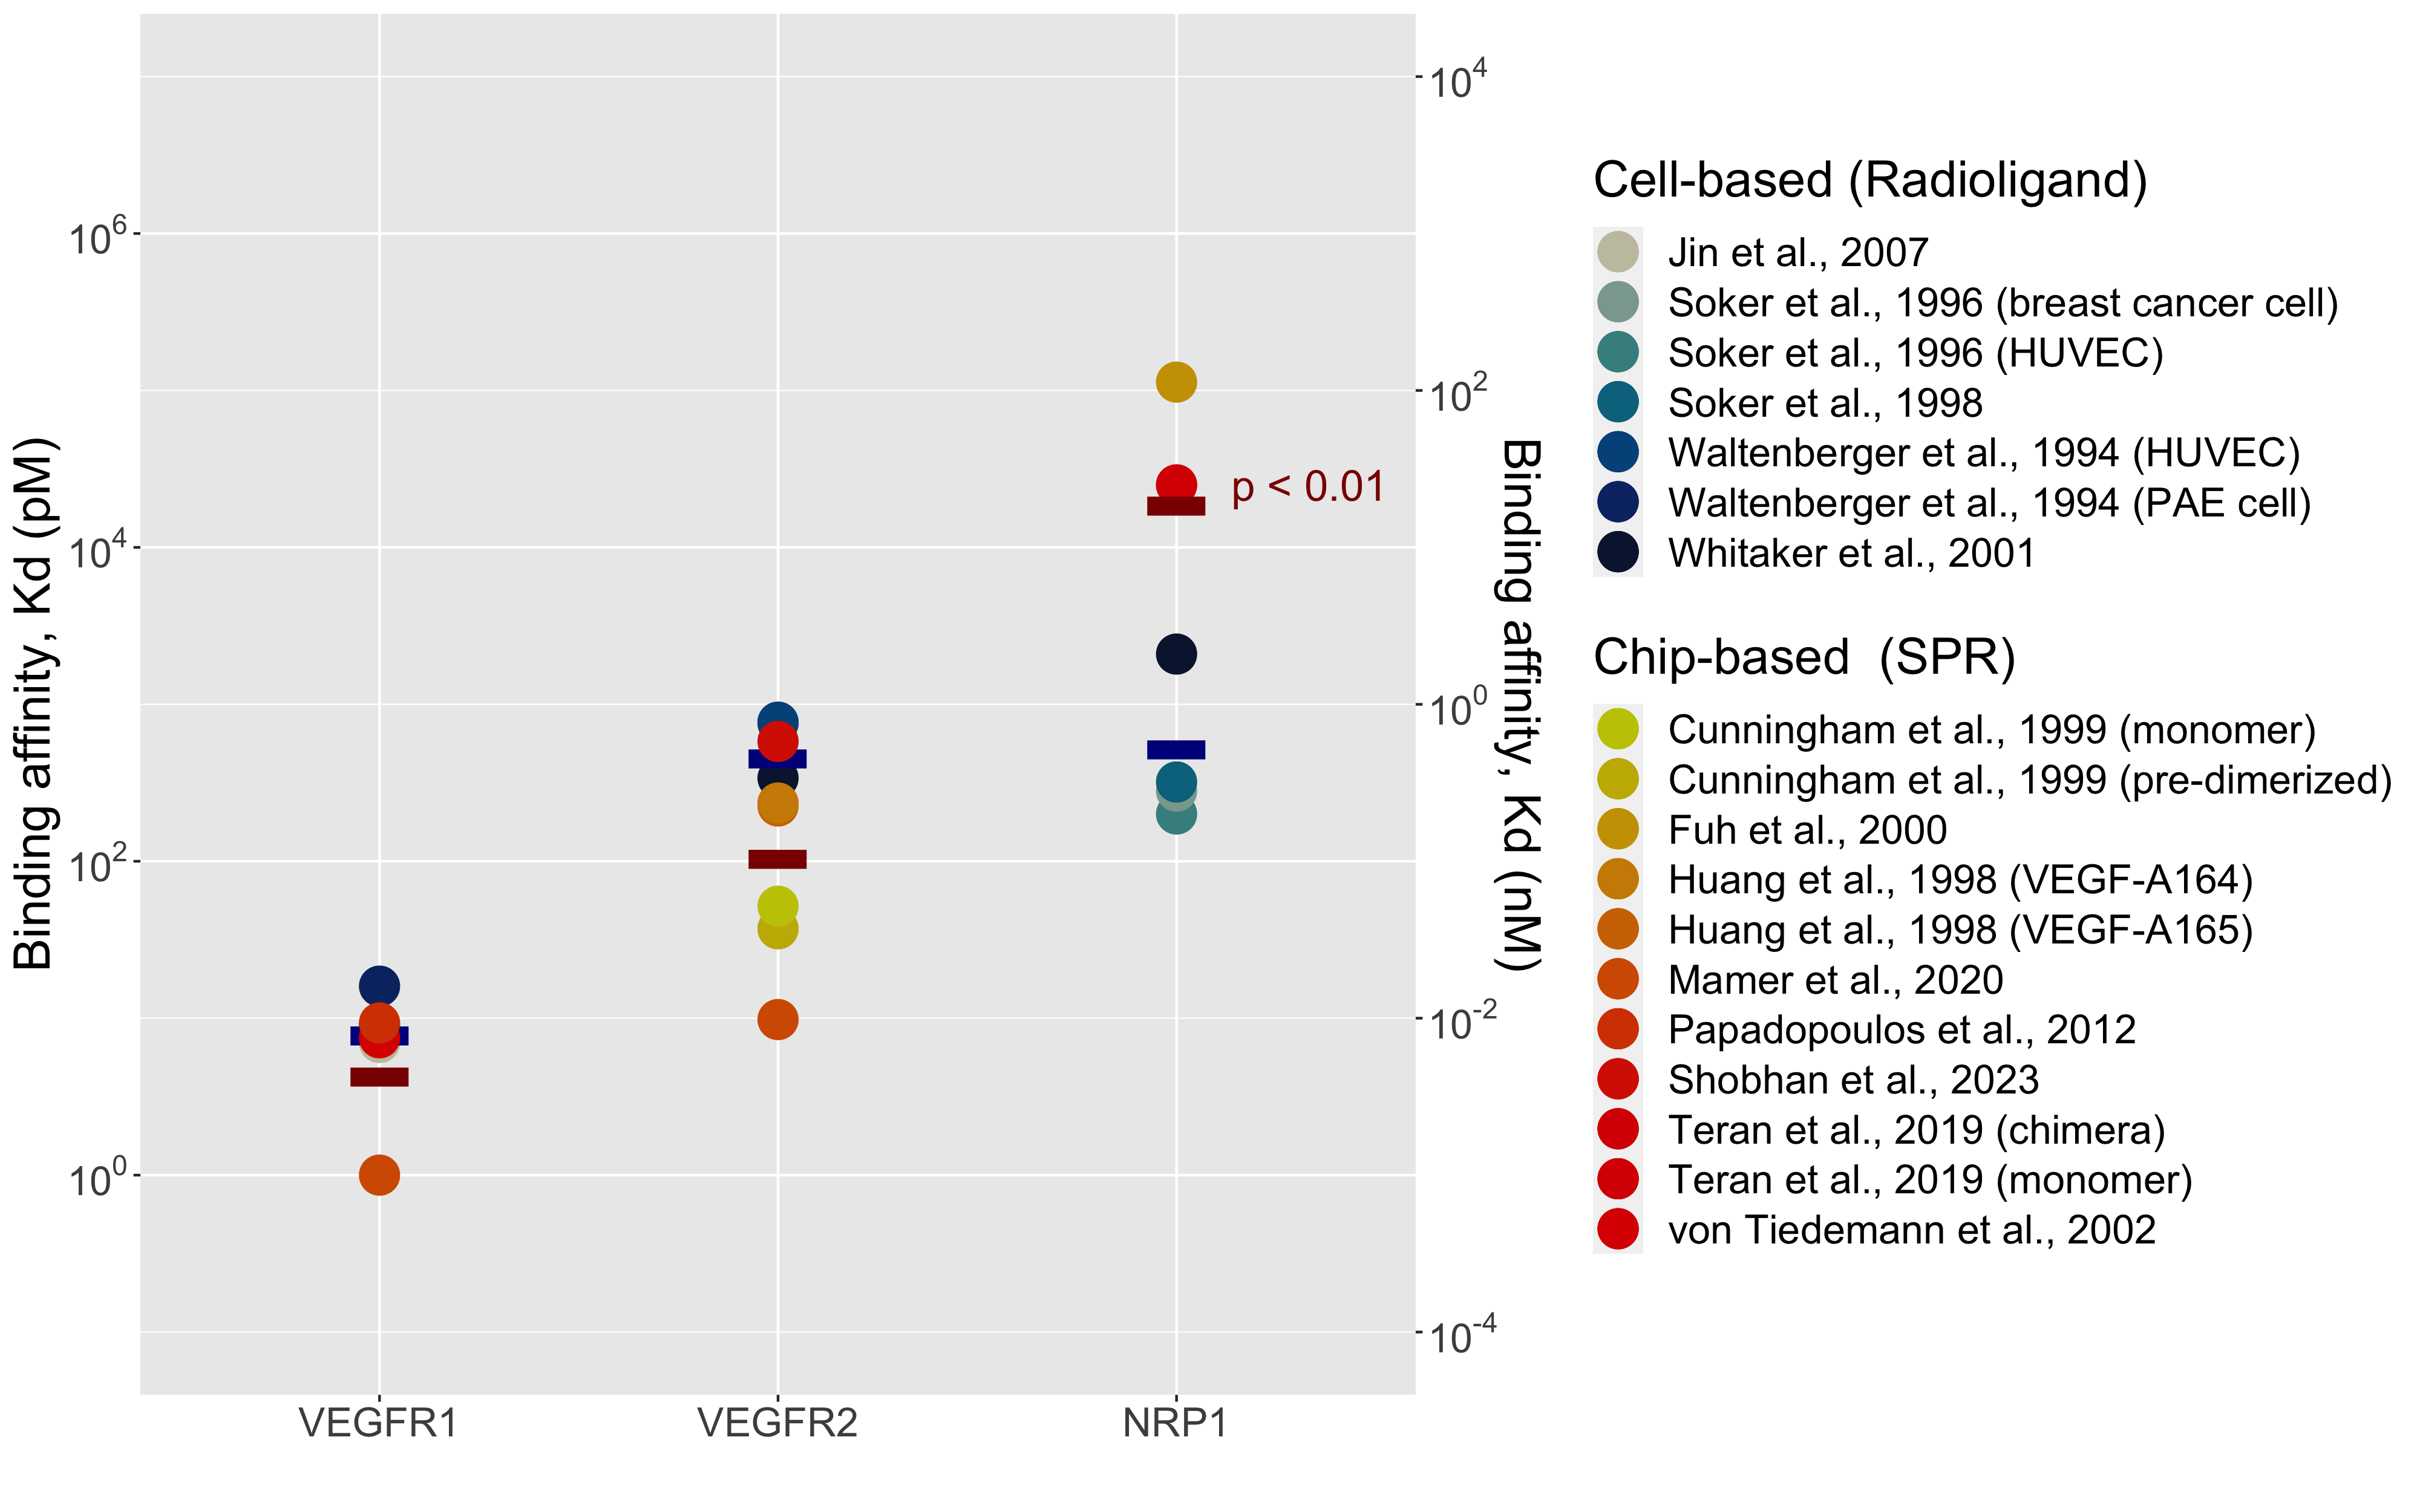 Binding affinity, Kd (pM)
10^6
10^4
10^2
10^0
p < 0.01
VEGFR1
VEGFR2
NRP1
10^4
10^2
10^0
10^-2
10^-4
Binding affinity, Kd (nM)
Cell-based (Radioligand)
Jin et al., 2007
Soker et al., 1996 (breast cancer cell)
Soker et al., 1996 (HUVEC)
Soker et al., 1998
Waltenberger et al., 1994 (HUVEC)
Waltenberger et al., 1994 (PAE cell)
Whitaker et al., 2001
Chip-based  (SPR)
Cunningham et al., 1999 (monomer)
Cunningham et al., 1999 (pre-dimerized)
Fuh et al., 2000
Huang et al., 1998 (VEGF-A164)
Huang et al., 1998 (VEGF-A165)
Mamer et al., 2020
Papadopoulos et al., 2012
Shobhan et al., 2023
Teran et al., 2019 (chimera)
Teran et al., 2019 (monomer)
von Tiedemann et al., 2002